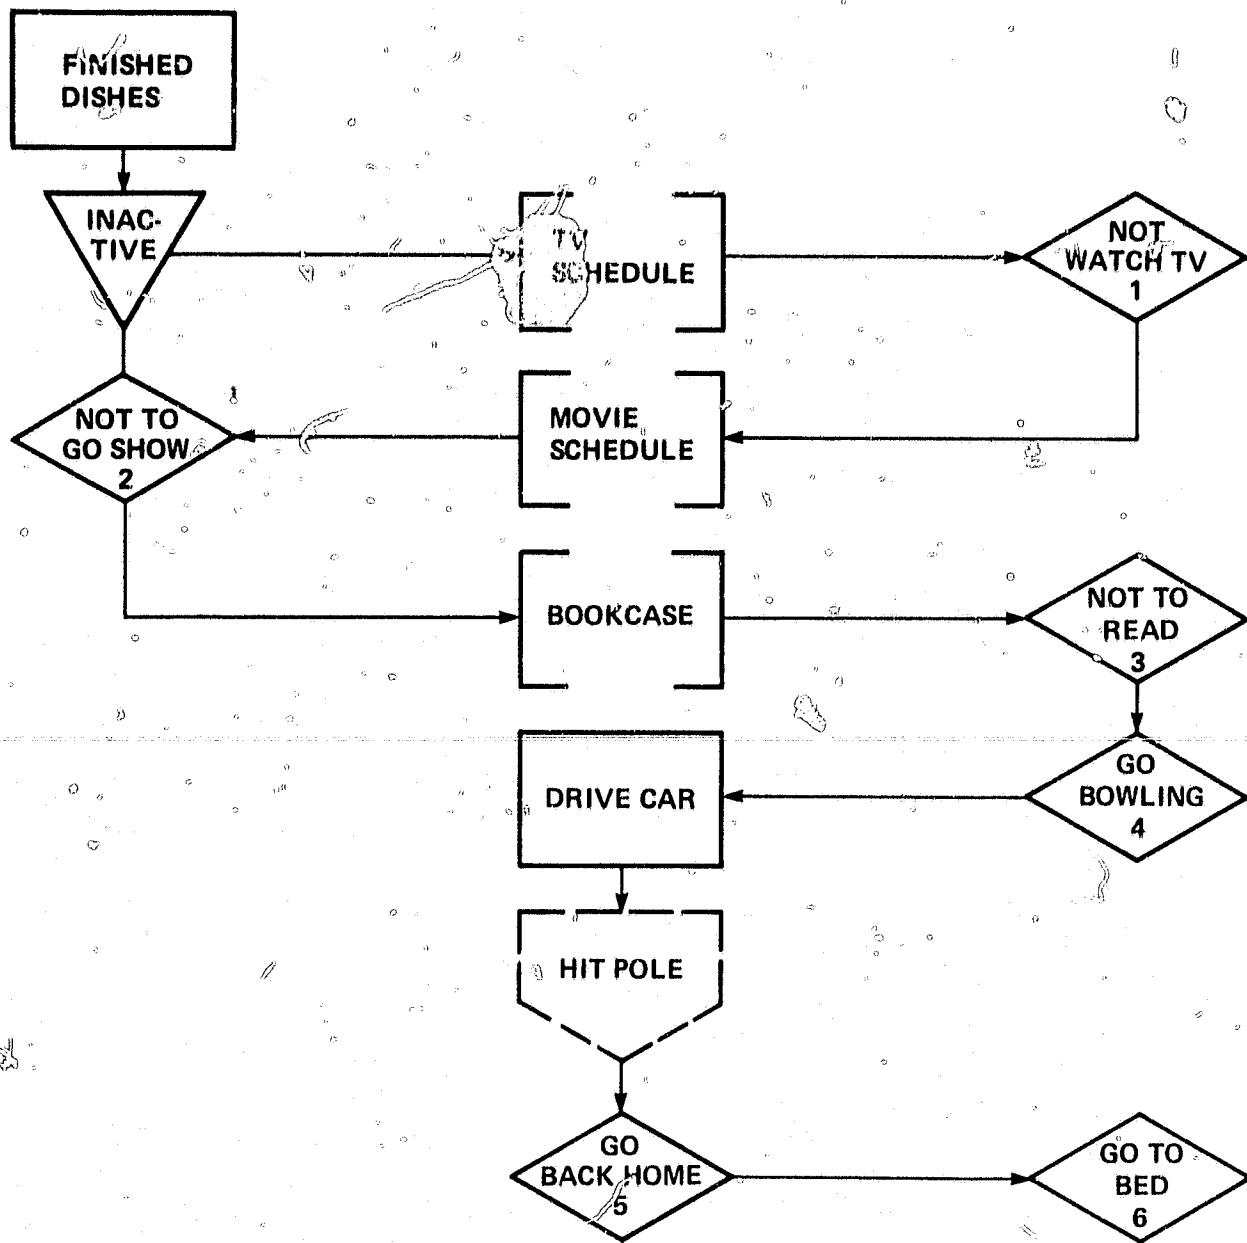 FINISHED
DISHES
INAC-
TIVE
TV
SCHEDULE
NOT
WATCH TV
1
NOT TO
GO SHOW
2
MOVIE
SCHEDULE
BOOKCASE
NOT TO
READ
3
GO
BOWLING
4
DRIVE CAR
HIT POLE
GO
BACK HOME
5
GO TO
BED
6